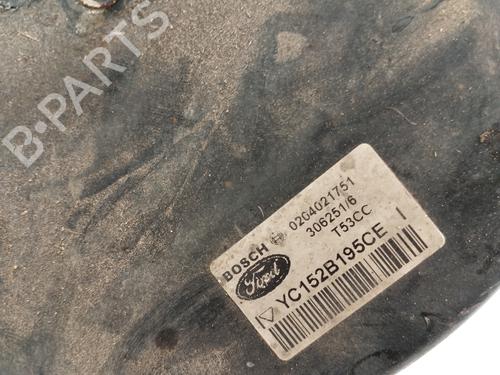 B-PARTS
BOSCH 0204021751
306251/6
T53CC
Ford
YC152B195CE I